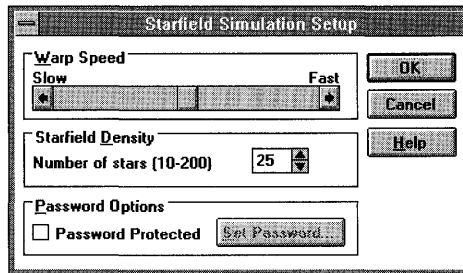 Starfield Simulation Setup
Warp Speed
Slow Fast
OK
Cancel
Help
Starfield Density
Number of stars (10-200) 25
Password Options
Password Protected Set Password...